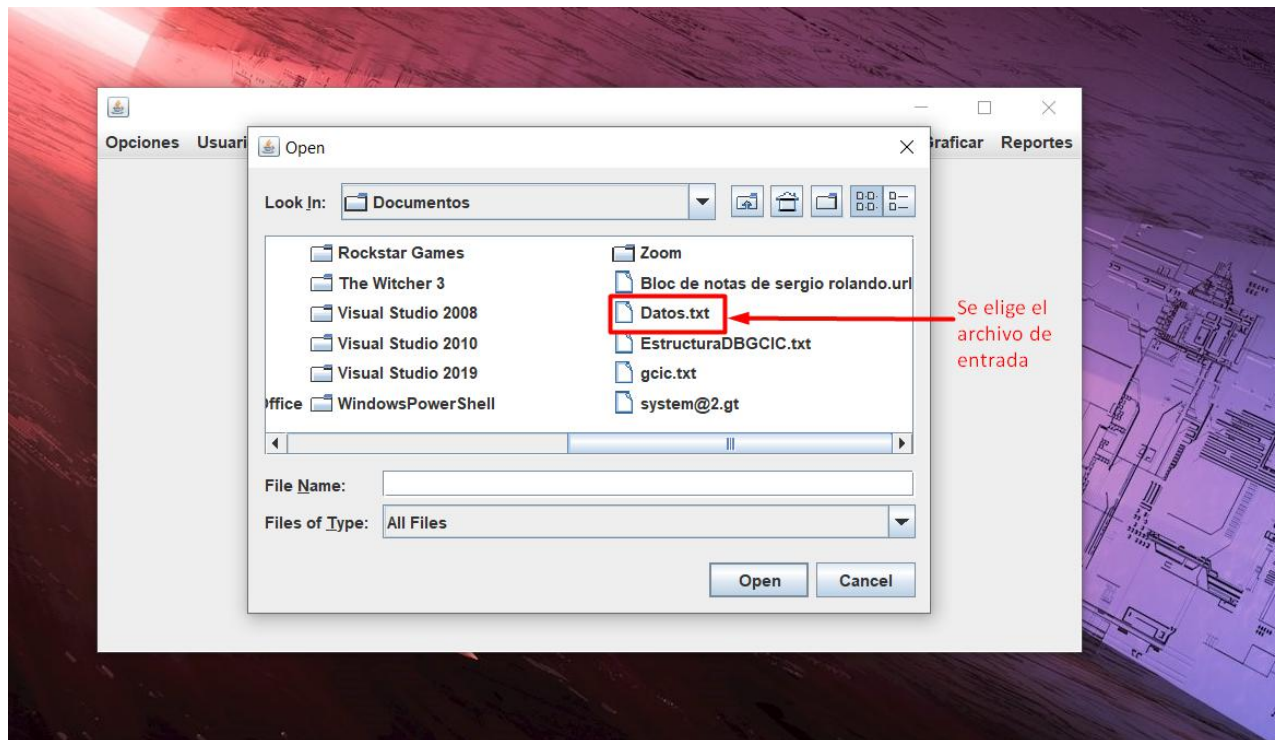 Opciones Usuari
Graficar Reportes
Open
Look In: Documentos
Rockstar Games
The Witcher 3
Visual Studio 2008
Visual Studio 2010
Visual Studio 2019
Office WindowsPowerShell
Zoom
Bloc de notas de sergio rolando.url
Datos.txt
EstructuraDBGCIC.txt
gcic.txt
system@2.gt
Se elige el
archivo de
entrada
File Name:
Files of Type: All Files
Open Cancel